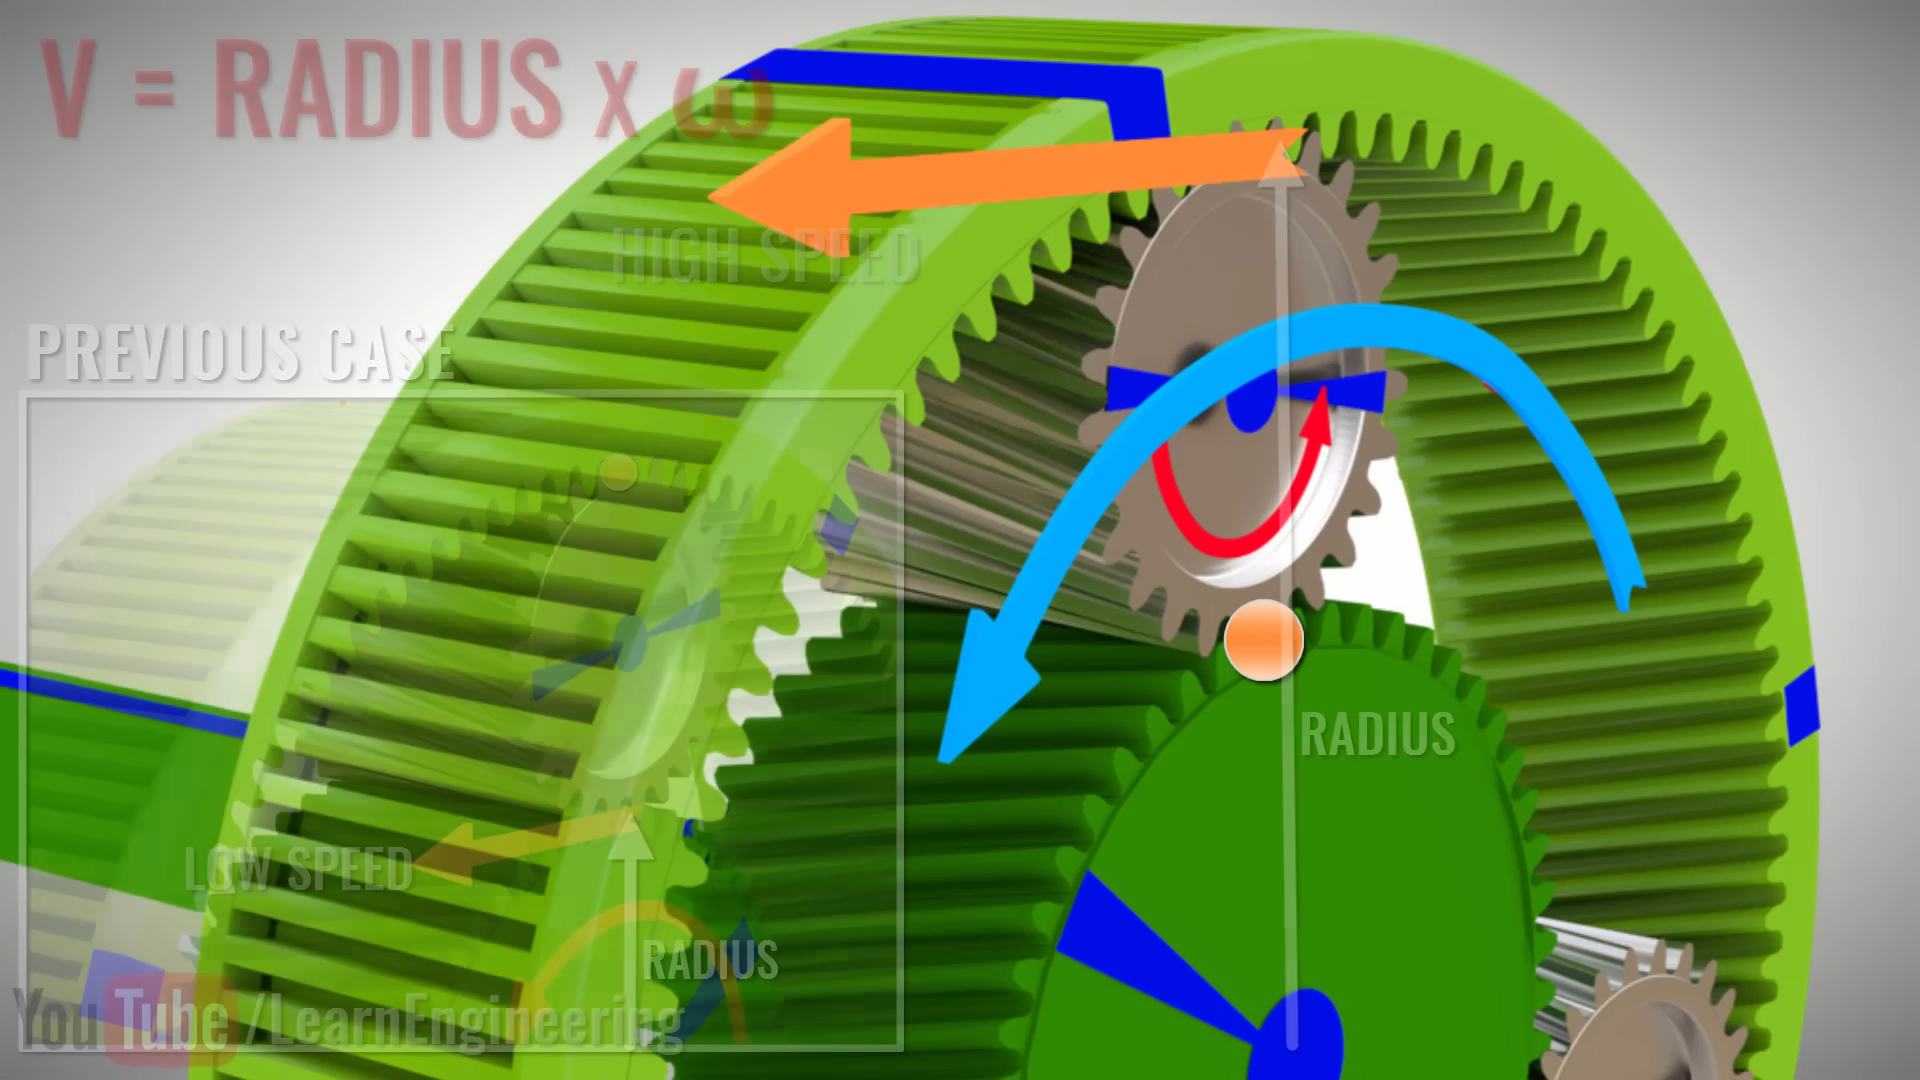 V = RADIUS x ω
HIGH SPEED
PREVIOUS CASE
RADIUS
LOW SPEED
RADIUS
YouTube /LearnEngineering